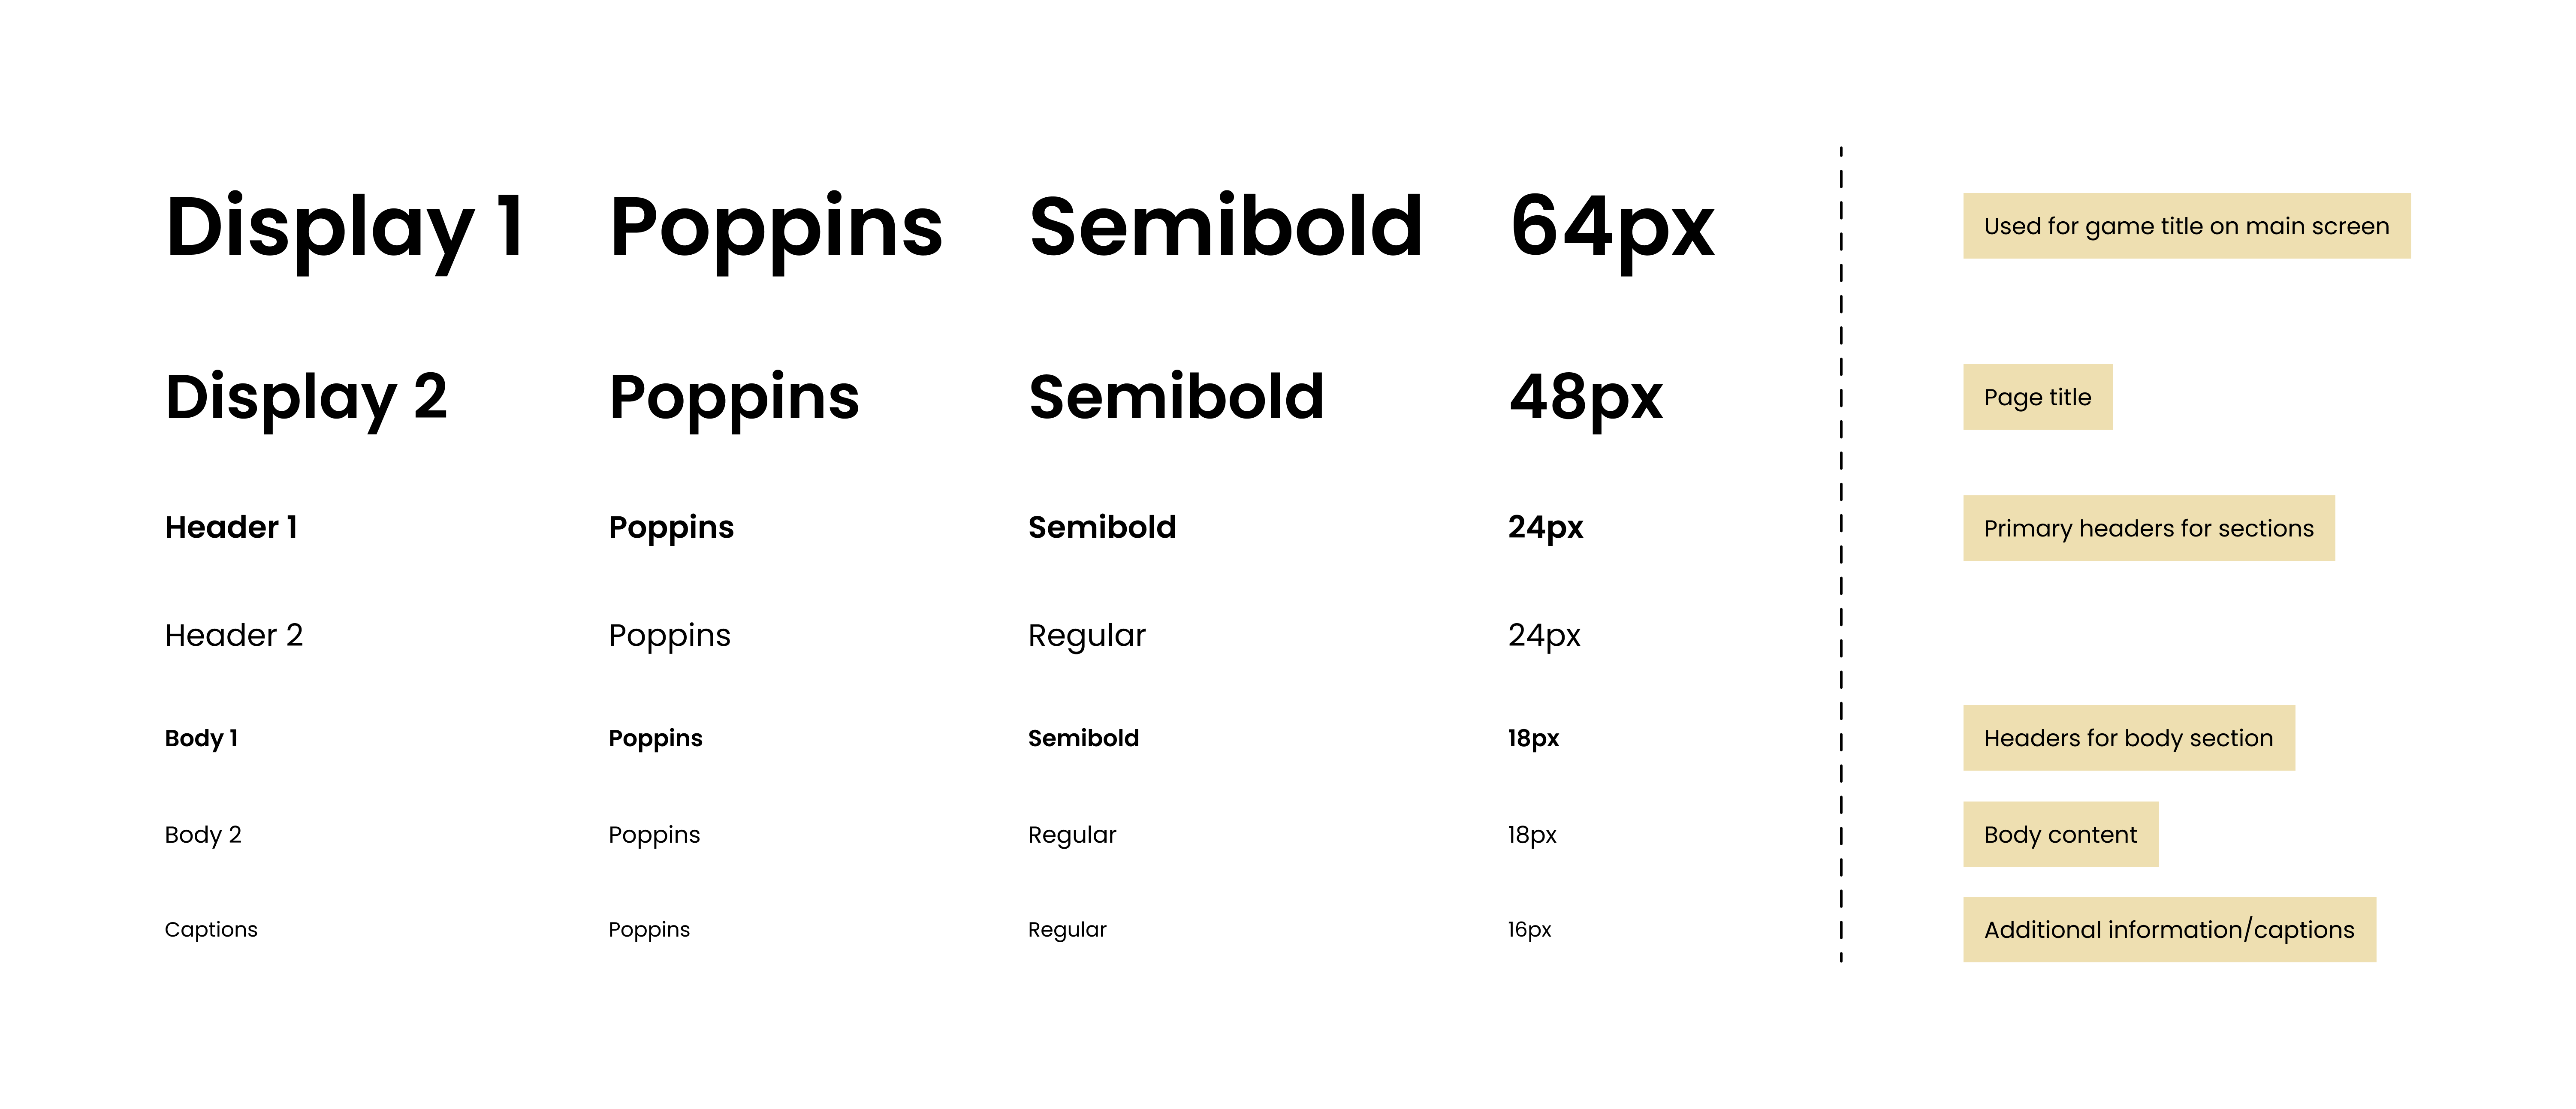 Display 1 Poppins Semibold 64px Used for game title on main screen
Display 2 Poppins Semibold 48px Page title
Header 1 Poppins Semibold 24px Primary headers for sections
Header 2 Poppins Regular 24px
Body 1 Poppins Semibold 18px Headers for body section
Body 2 Poppins Regular 18px Body content
Captions Poppins Regular 16px Additional information/captions